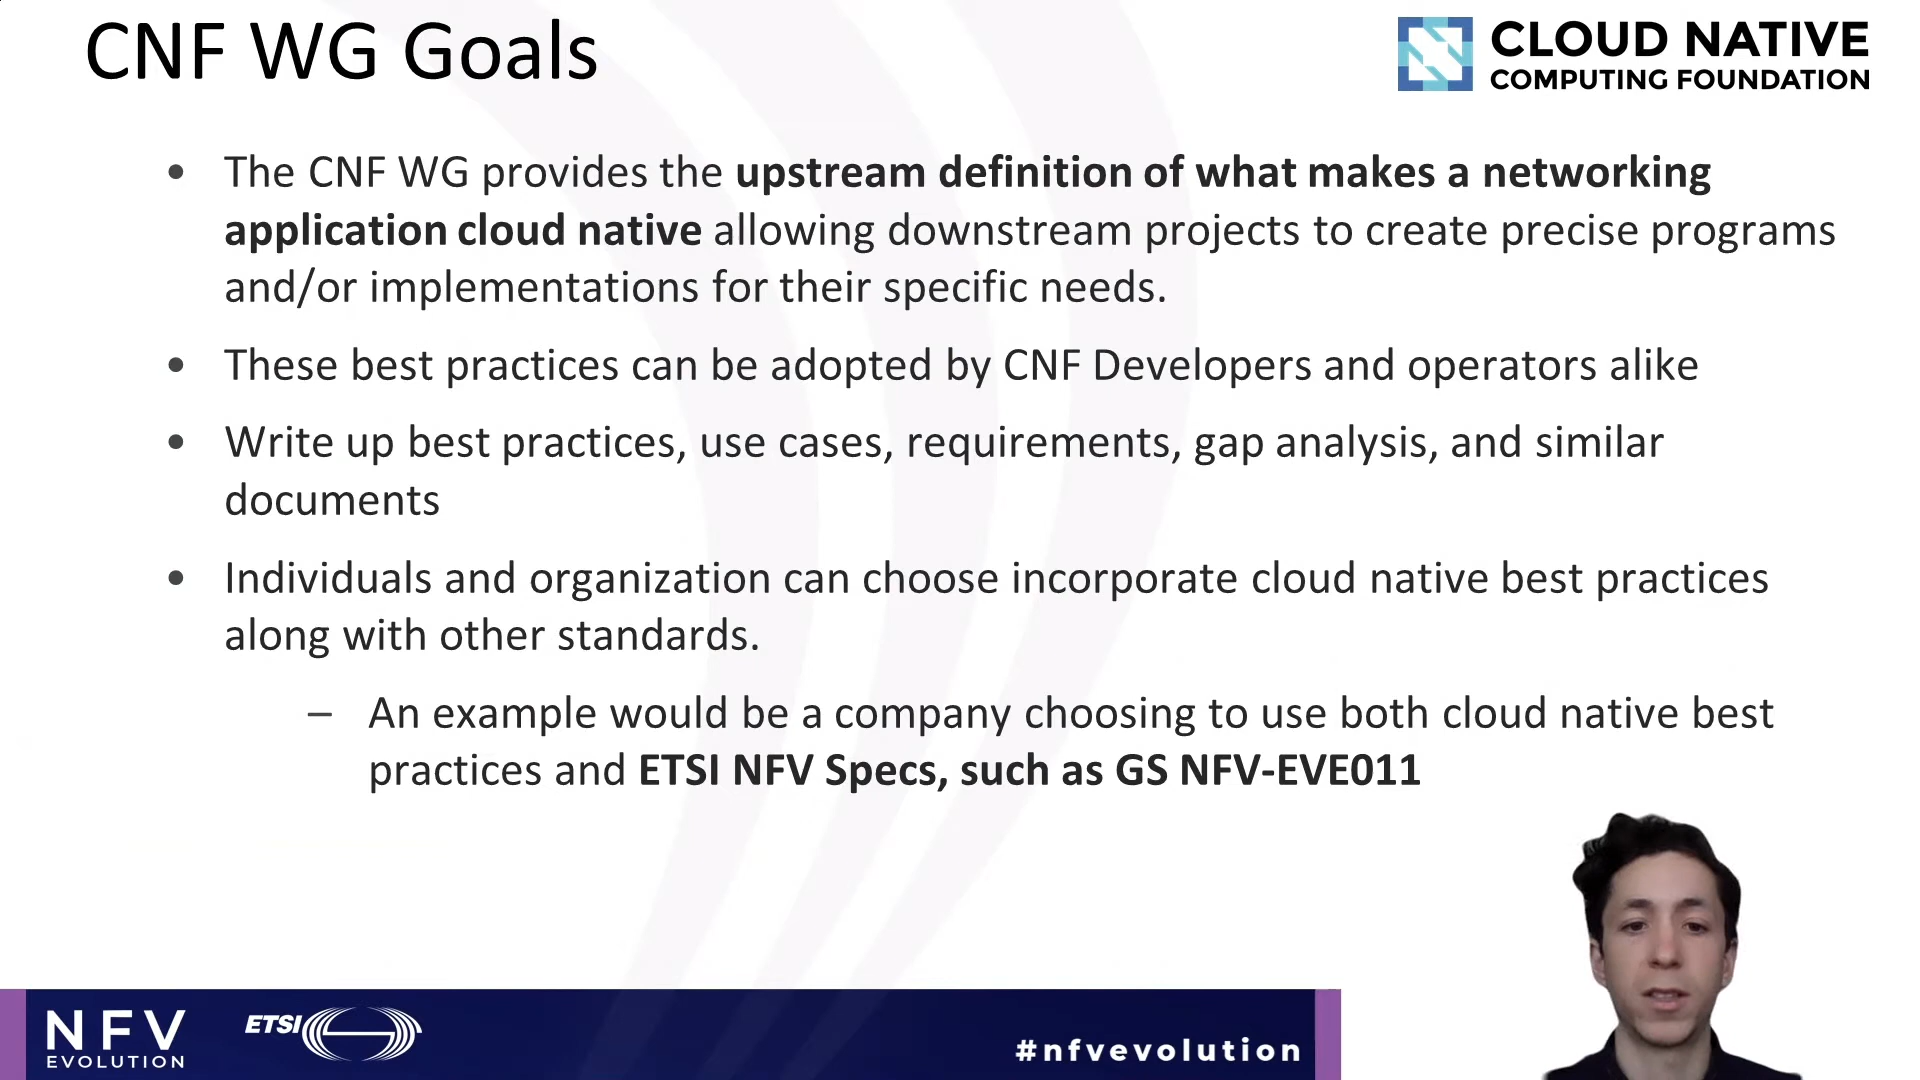 CNF WG Goals
CLOUD NATIVE
COMPUTING FOUNDATION
• The CNF WG provides the upstream definition of what makes a networking
application cloud native allowing downstream projects to create precise programs
and/or implementations for their specific needs.
• These best practices can be adopted by CNF Developers and operators alike
• Write up best practices, use cases, requirements, gap analysis, and similar
documents
• Individuals and organization can choose incorporate cloud native best practices
along with other standards.
– An example would be a company choosing to use both cloud native best
practices and ETSI NFV Specs, such as GS NFV-EVE011
NFV
EVOLUTION
ETSI
#nfvevolution